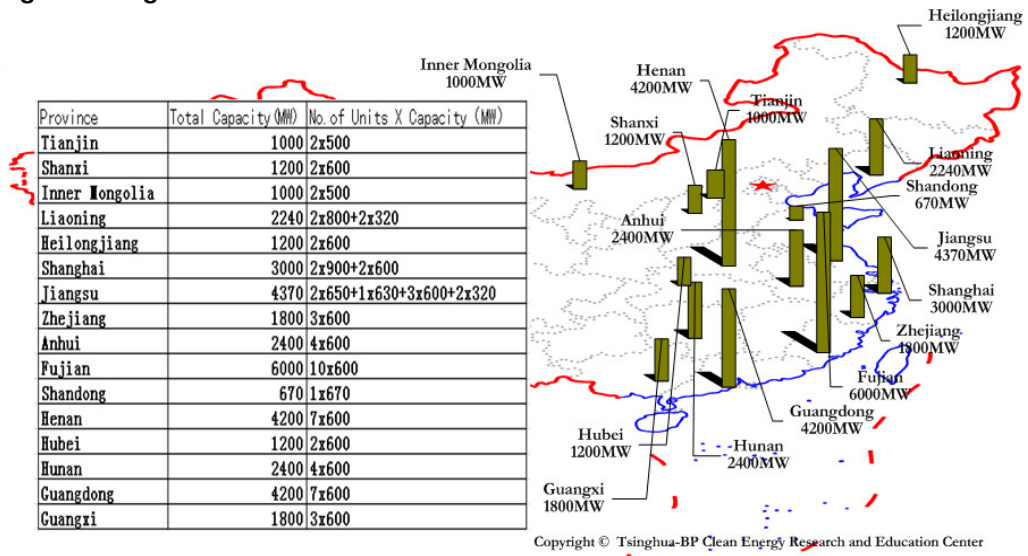 Heilongjiang
1200MW
Inner Mongolia
1000MW
Henan
4200MW
Tianjin
1000MW
Shanxi
1200MW
Liaoning
2240MW
Shandong
670MW
Anhui
2400MW
Jiangsu
4370MW
Shanghai
3000MW
Zhejiang
1800MW
Fujian
6000MW
Guangdong
4200MW
Hubei
1200MW
Hunan
2400MW
Guangxi
1800MW
Province Total Capacity(MW) No. of Units X Capacity (MW)
Tianjin 1000 2x500
Shanxi 1200 2x600
Inner Mongolia 1000 2x500
Liaoning 2240 2x800+2x320
Heilongjiang 1200 2x600
Shanghai 3000 2x900+2x600
Jiangsu 4370 2x650+1x630+3x600+2x320
Zhejiang 1800 3x600
Anhui 2400 4x600
Fujian 6000 10x600
Shandong 670 1x670
Henan 4200 7x600
Hubei 1200 2x600
Hunan 2400 4x600
Guangdong 4200 7x600
Guangxi 1800 3x600
Copyright © Tsinghua-BP Clean Energy Research and Education Center